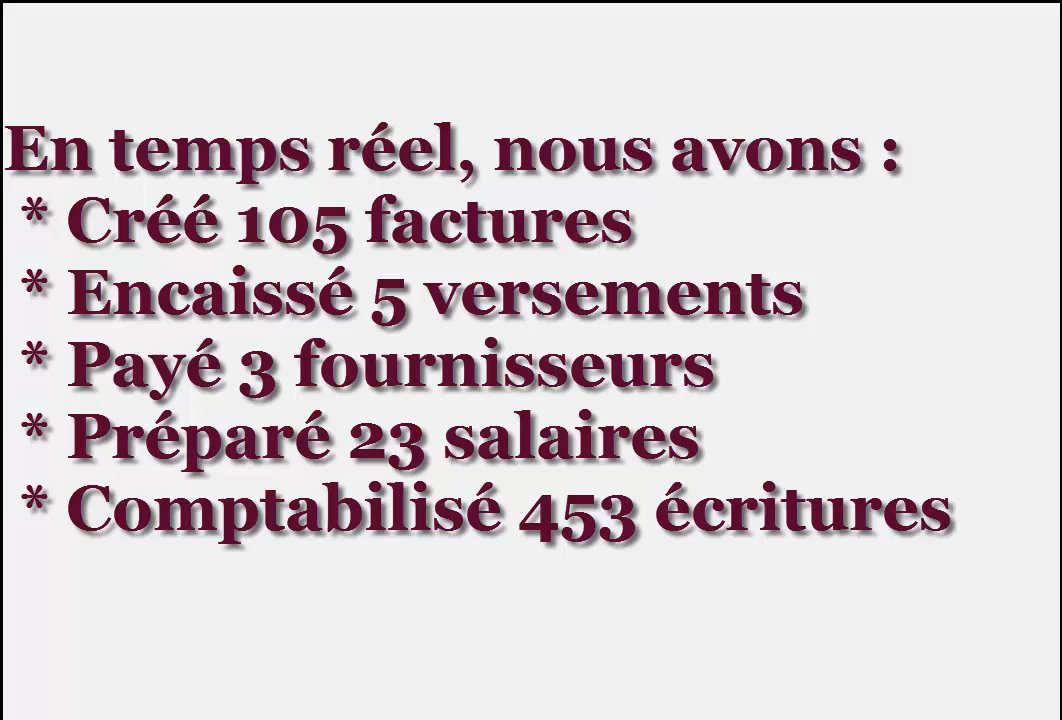 En temps réel, nous avons :
* Créé 105 factures
* Encaissé 5 versements
* Payé 3 fournisseurs
* Préparé 23 salaires
* Comptabilisé 453 écritures